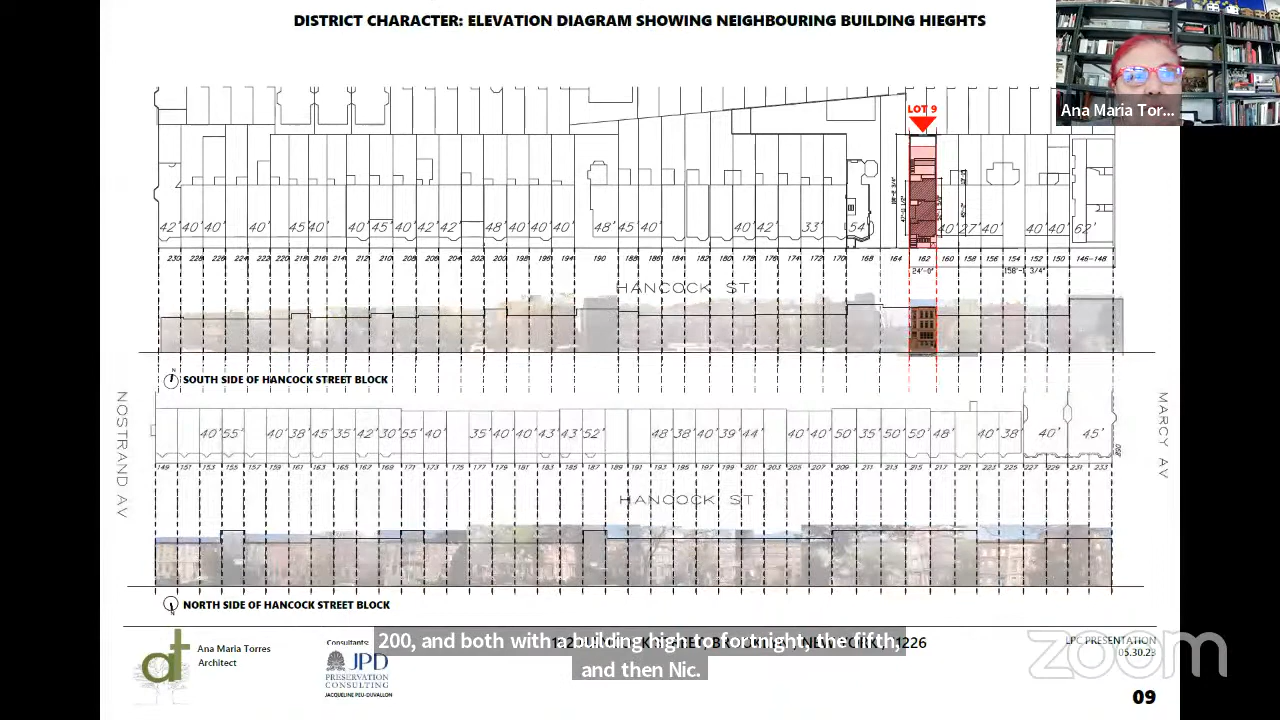 DISTRICT CHARACTER: ELEVATION DIAGRAM SHOWING NEIGHBOURING BUILDING HIEGHTS
Ana Maria Tor...
LOT 9
42' 40' 40' 40' 45' 40' 40' 45' 40' 42' 42' 48' 40' 40' 40' 48' 45' 40' 40' 42' 33' 54' 40' 27' 40' 40' 40' 62'
230 228 226 222 218 216 214 212 210 208 206 204 202 200 198 196 194 190 188 186 184 182 180 176 174 172 170 168 164 162 160 158 156 154 152 150 146-148
24'-0"
HANCOCK ST
SOUTH SIDE OF HANCOCK STREET BLOCK
NOSTRAND AV
MARCY AV
40' 55' 40' 38' 45' 35' 42' 30' 55' 40' 35' 40' 40' 43' 43' 52' 48' 38' 40' 39' 44' 40' 40' 50' 35' 50' 50' 48' 40' 38' 40' 45'
149 151 153 155 157 159 161 163 165 167 169 171 173 175 177 179 181 183 185 187 189 191 193 195 197 199 201 203 205 207 209 211 213 215 217 221 223 225 227 229 231 233
HANCOCK ST
NORTH SIDE OF HANCOCK STREET BLOCK
Ana Maria Torres
Architect
at
Consultants:
JPD
PRESERVATION
CONSULTING
JACQUELINE PEU-DUVALLON
200, and both with a building high to fortnight, the fifth,
and then Nic.
LPC PRESENTATION
05.30.23
zoom
09